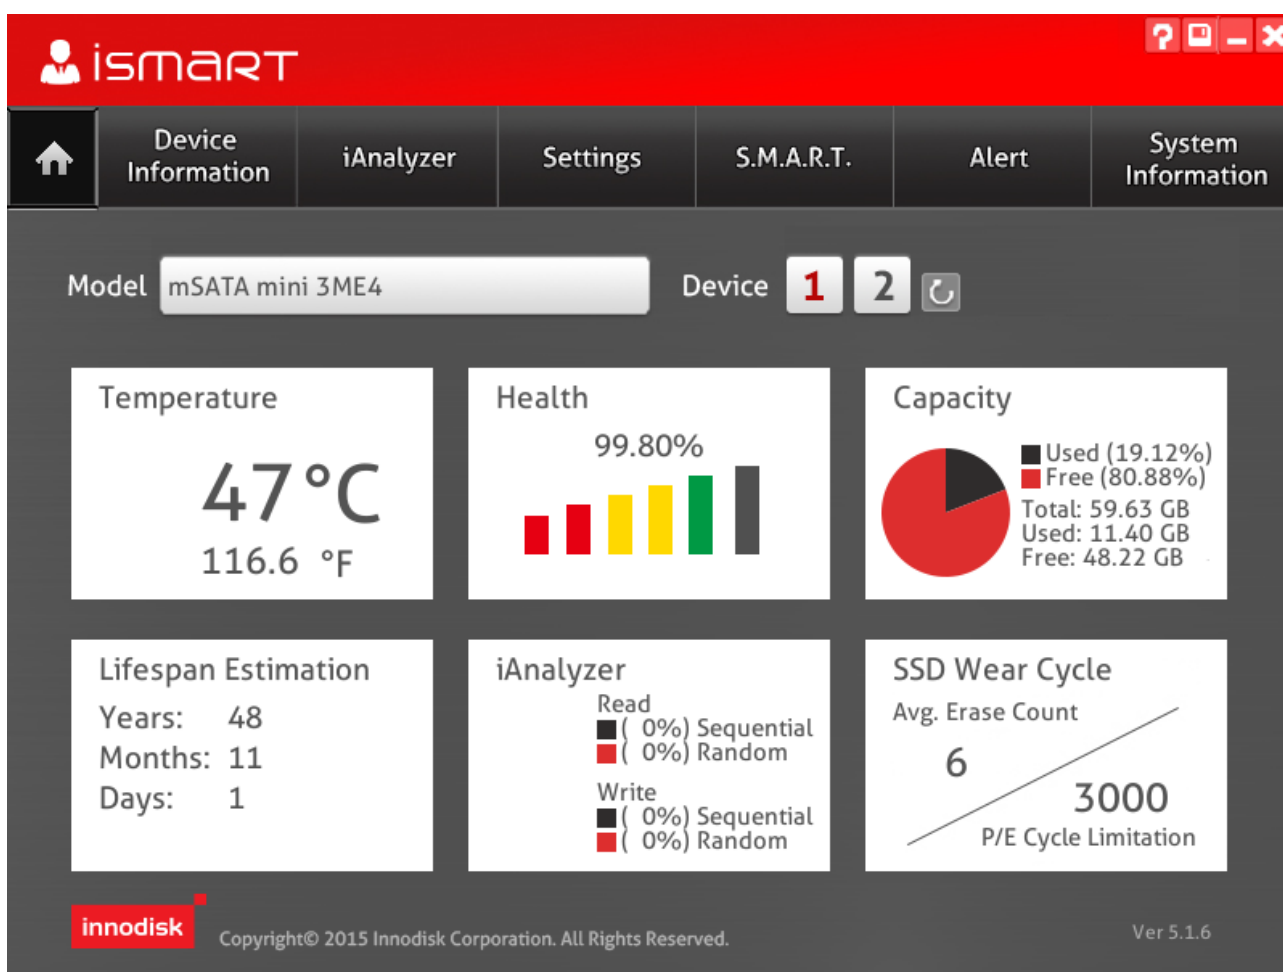 ismart
Device Information
iAnalyzer
Settings
S.M.A.R.T.
Alert
System Information
Model
mSATA mini 3ME4
Device
1
2
Temperature
47°C
116.6 °F
Health
99.80%
Capacity
Used (19.12%)
Free (80.88%)
Total: 59.63 GB
Used: 11.40 GB
Free: 48.22 GB
Lifespan Estimation
Years: 48
Months: 11
Days: 1
iAnalyzer
Read
( 0%) Sequential
( 0%) Random
Write
( 0%) Sequential
( 0%) Random
SSD Wear Cycle
Avg. Erase Count
6
3000
P/E Cycle Limitation
innodisk
Copyright© 2015 Innodisk Corporation. All Rights Reserved.
Ver 5.1.6